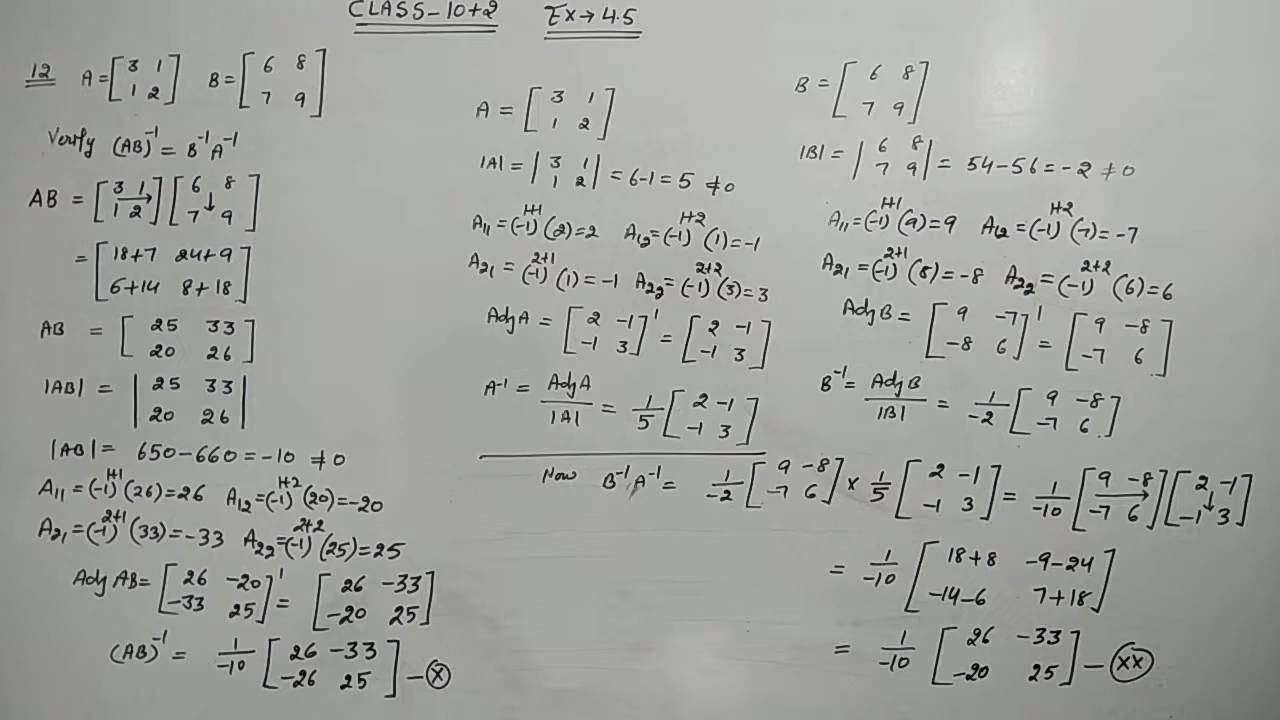 CLASS-10+2 EX→4.5
12 A = [3 1; 1 2] B = [6 8; 7 9]
Verify (AB)⁻¹ = B⁻¹A⁻¹
AB = [3 1; 1 2] [6 8; 7 9]
= [18+7 24+9; 6+14 8+18]
AB = [25 33; 20 26]
|AB| = |25 33; 20 26|
|AB| = 650-660 = -10 ≠0
A₁₁ = (-1)¹⁺¹(26) = 26 A₁₂ = (-1)¹⁺²(20) = -20
A₂₁ = (-1)²⁺¹(33) = -33 A₂₂ = (-1)²⁺²(25) = 25
Adj AB = [26 -20; -33 25]' = [26 -33; -20 25]
(AB)⁻¹ = 1/-10 [26 -33; -26 25] — ⓧ
A = [3 1; 1 2]
|A| = |3 1; 1 2| = 6-1 = 5 ≠0
A₁₁ = (-1)¹⁺¹(2) = 2 A₁₂ = (-1)¹⁺²(1) = -1
A₂₁ = (-1)²⁺¹(1) = -1 A₂₂ = (-1)²⁺²(3) = 3
Adj A = [2 -1; -1 3]' = [2 -1; -1 3]
A⁻¹ = Adj A/|A| = 1/5 [2 -1; -1 3]
B = [6 8; 7 9]
|B| = |6 8; 7 9| = 54-56 = -2 ≠0
A₁₁ = (-1)¹⁺¹(9) = 9 A₁₂ = (-1)¹⁺²(7) = -7
A₂₁ = (-1)²⁺¹(8) = -8 A₂₂ = (-1)²⁺²(6) = 6
Adj B = [9 -7; -8 6]' = [9 -8; -7 6]
B⁻¹ = Adj B/|B| = 1/-2 [9 -8; -7 6]
Now B⁻¹A⁻¹ = 1/-2 [9 -8; -7 6] × 1/5 [2 -1; -1 3] = 1/-10 [9 -8; -7 6] [2 -1; -1 3]
= 1/-10 [18+8 -9-24; -14-6 7+18]
= 1/-10 [26 -33; -20 25] — (xx)